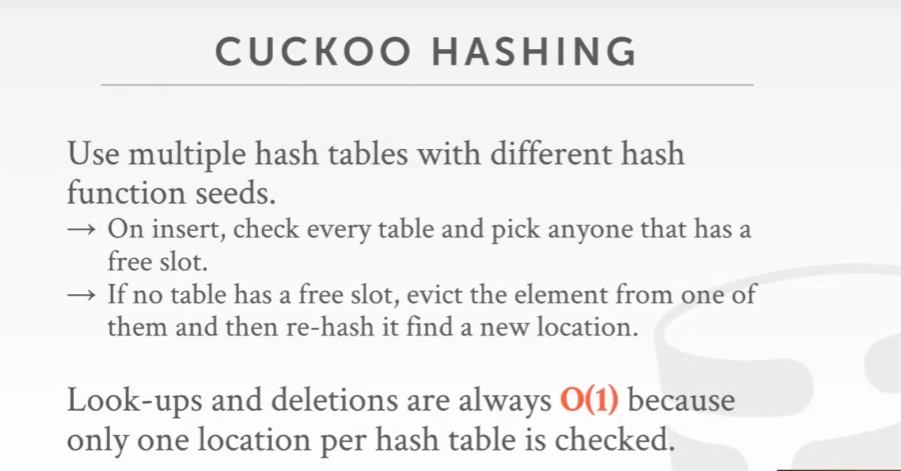 CUCKOO HASHING
Use multiple hash tables with different hash
function seeds.
→ On insert, check every table and pick anyone that has a
free slot.
→ If no table has a free slot, evict the element from one of
them and then re-hash it find a new location.
Look-ups and deletions are always O(1) because
only one location per hash table is checked.